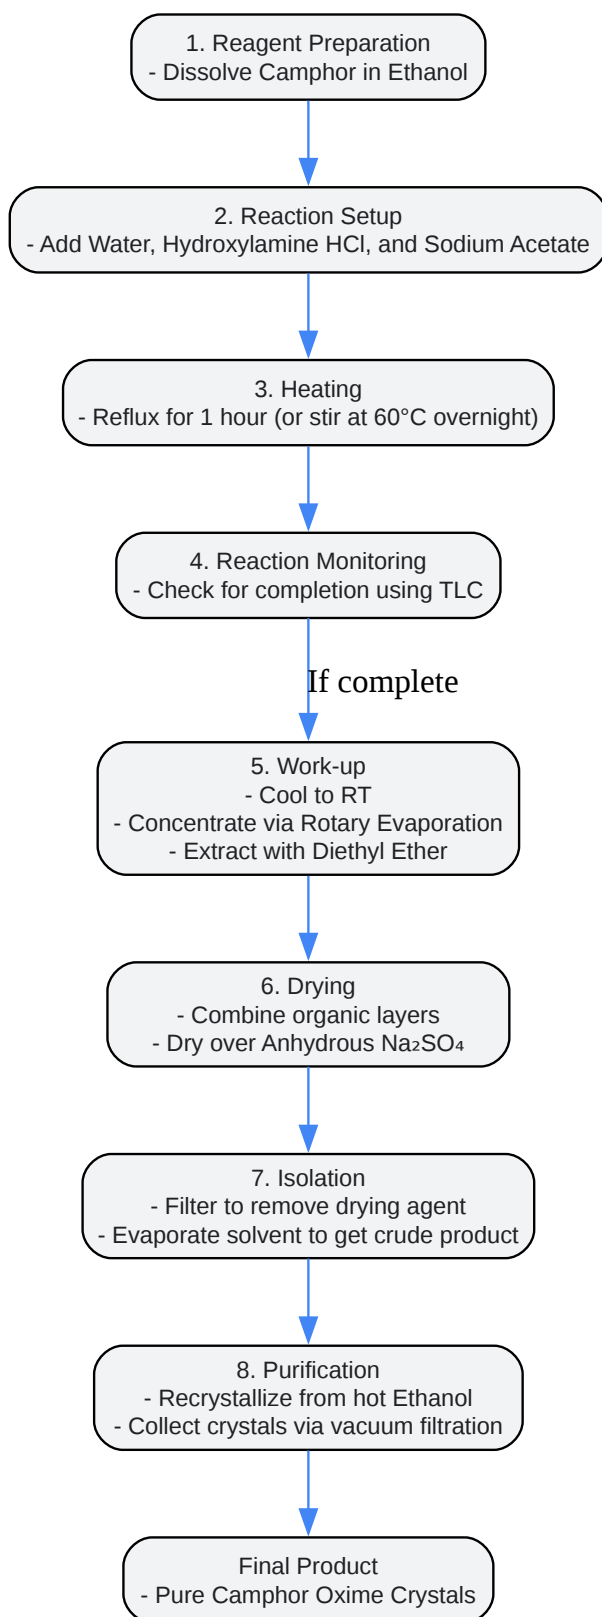 1. Reagent Preparation
- Dissolve Camphor in Ethanol
2. Reaction Setup
- Add Water, Hydroxylamine HCl, and Sodium Acetate
3. Heating
- Reflux for 1 hour (or stir at 60°C overnight)
4. Reaction Monitoring
- Check for completion using TLC
If complete
5. Work-up
- Cool to RT
- Concentrate via Rotary Evaporation
- Extract with Diethyl Ether
6. Drying
- Combine organic layers
- Dry over Anhydrous Na₂SO₄
7. Isolation
- Filter to remove drying agent
- Evaporate solvent to get crude product
8. Purification
- Recrystallize from hot Ethanol
- Collect crystals via vacuum filtration
Final Product
- Pure Camphor Oxime Crystals